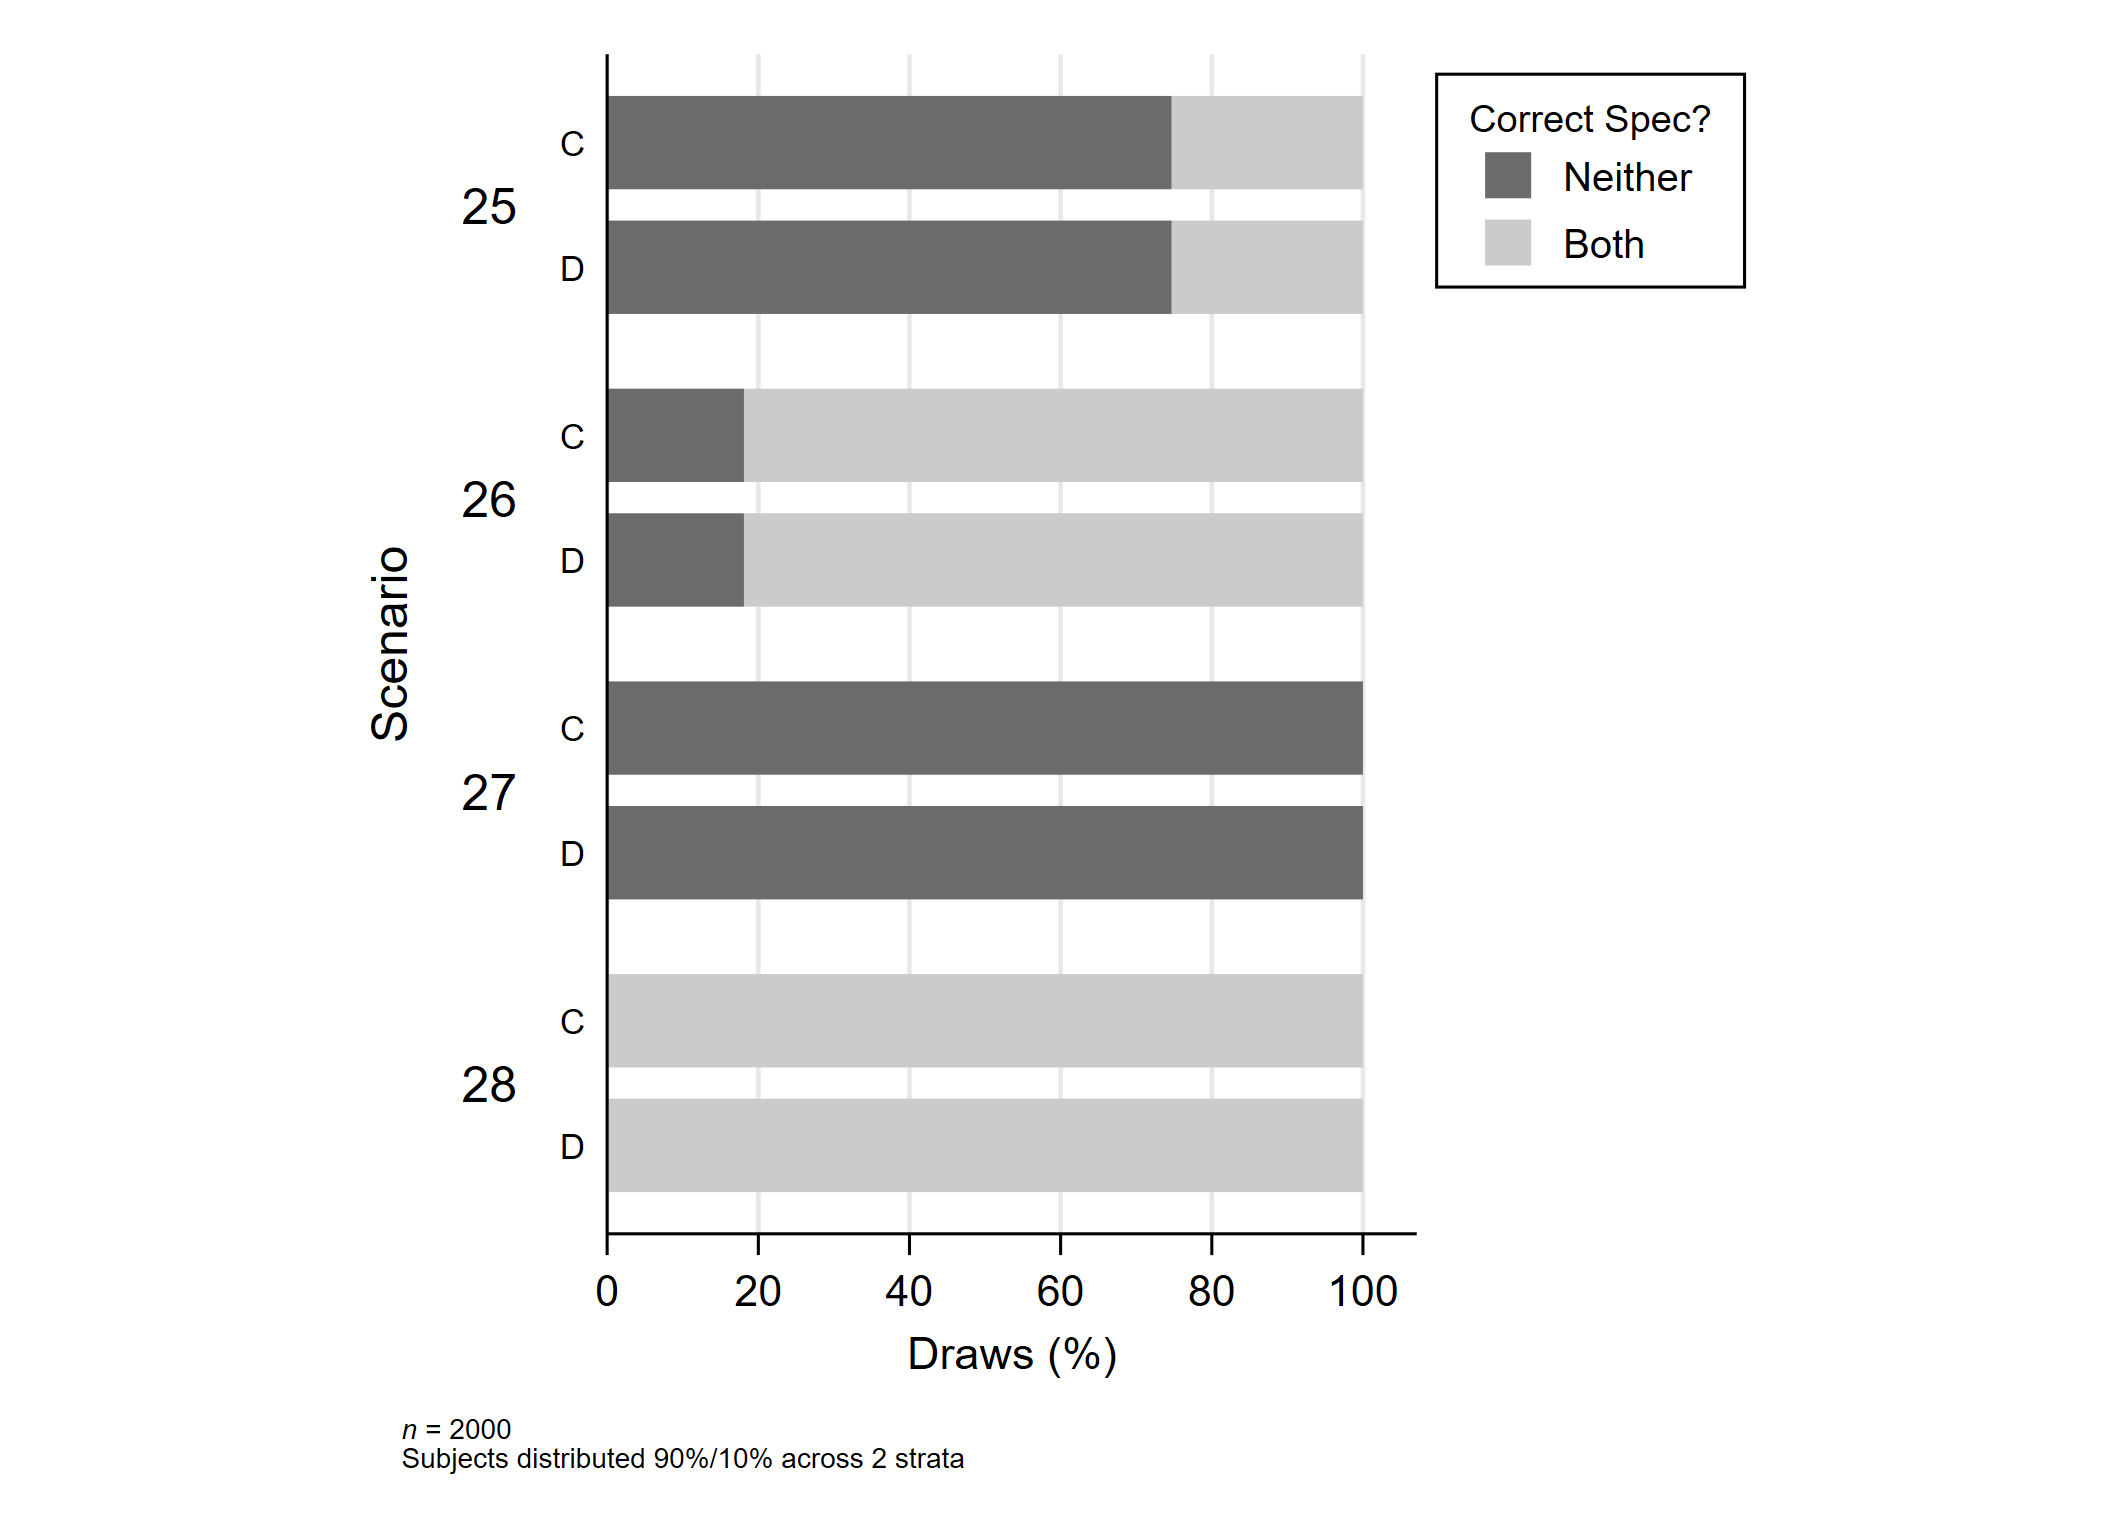 Correct Spec?
Neither
Both
Scenario
25
C
D
26
C
D
27
C
D
28
C
D
0 20 40 60 80 100
Draws (%)
n = 2000
Subjects distributed 90%/10% across 2 strata